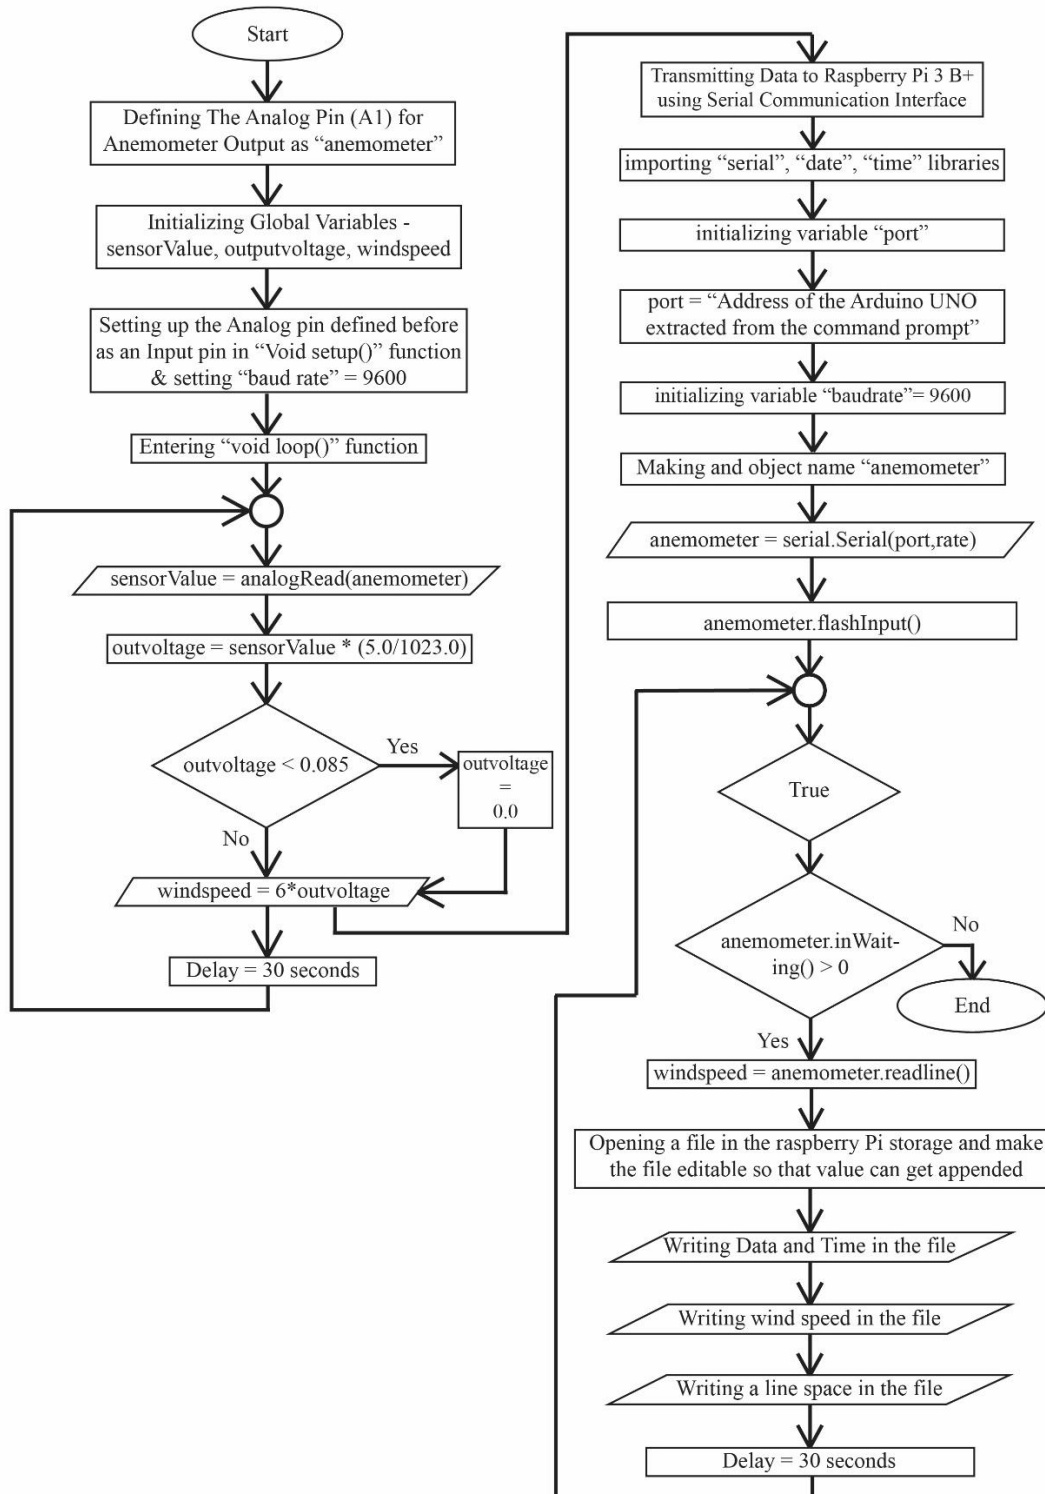 Start
Defining The Analog Pin (A1) for
Anemometer Output as “anemometer”
Initializing Global Variables -
sensorValue, outputvoltage, windspeed
Setting up the Analog pin defined before
as an Input pin in “Void setup()” function
& setting “baud rate” = 9600
Entering “void loop()” function
sensorValue = analogRead(anemometer)
outvoltage = sensorValue * (5.0/1023.0)
outvoltage < 0.085
Yes
outvoltage
=
0.0
No
windspeed = 6*outvoltage
Delay = 30 seconds
Transmitting Data to Raspberry Pi 3 B+
using Serial Communication Interface
importing “serial”, “date”, “time” libraries
initializing variable “port”
port = “Address of the Arduino UNO
extracted from the command prompt”
initializing variable “baudrate”= 9600
Making and object name “anemometer”
anemometer = serial.Serial(port,rate)
anemometer.flashInput()
True
anemometer.inWait-
ing() > 0
No
End
Yes
windspeed = anemometer.readline()
Opening a file in the raspberry Pi storage and make
the file editable so that value can get appended
Writing Data and Time in the file
Writing wind speed in the file
Writing a line space in the file
Delay = 30 seconds